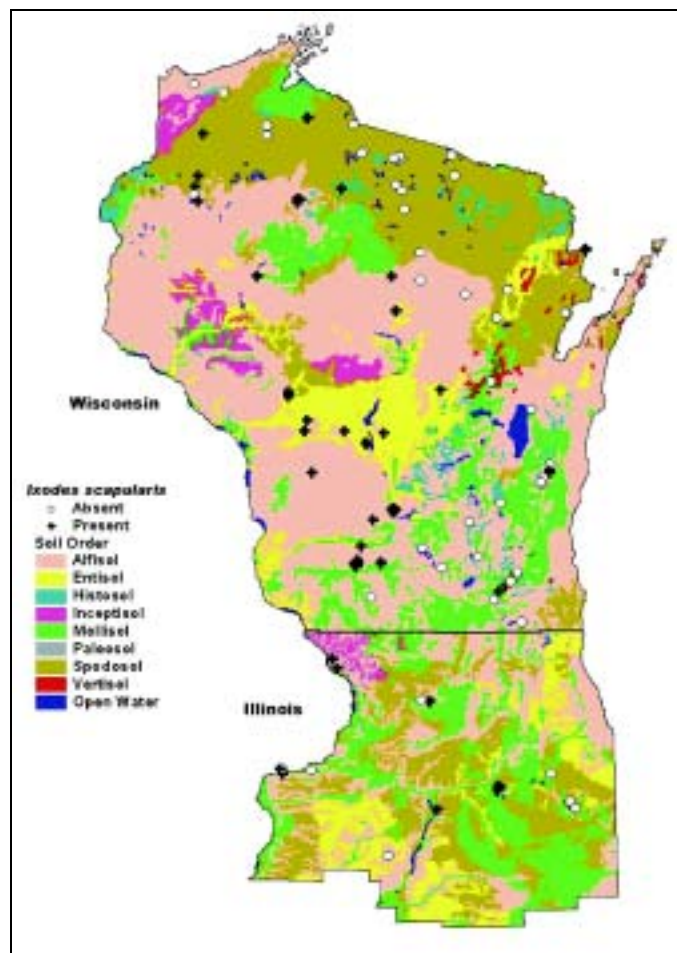 Wisconsin
Ixodes scapularis
Absent
Present
Soil Order
Alfisol
Entisol
Histosol
Inceptisol
Mollisol
Paleosol
Spodosol
Vertisol
Open Water
Illinois